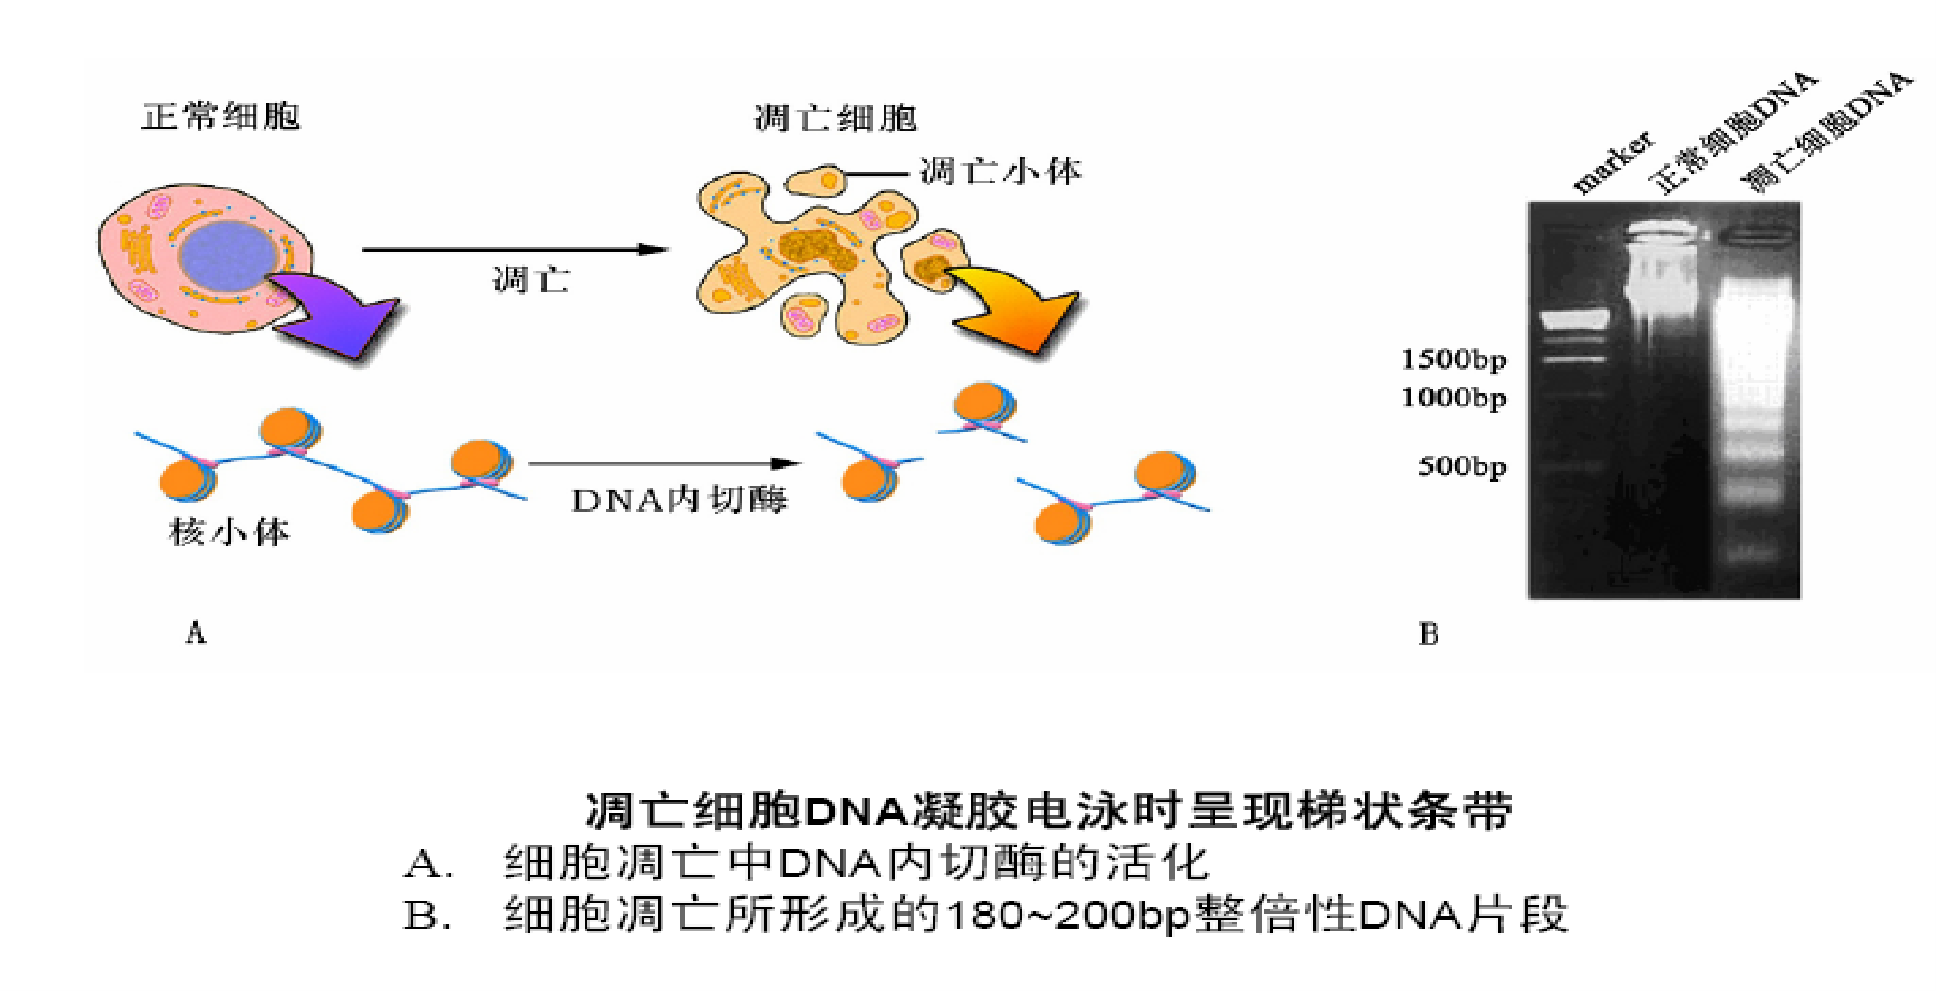 正常细胞
凋亡细胞
凋亡小体
凋亡
DNA内切酶
核小体
A
marker
正常细胞DNA
凋亡细胞DNA
1500bp
1000bp
500bp
B
凋亡细胞DNA凝胶电泳时呈现梯状条带
A. 细胞凋亡中DNA内切酶的活化
B. 细胞凋亡所形成的180~200bp整倍性DNA片段